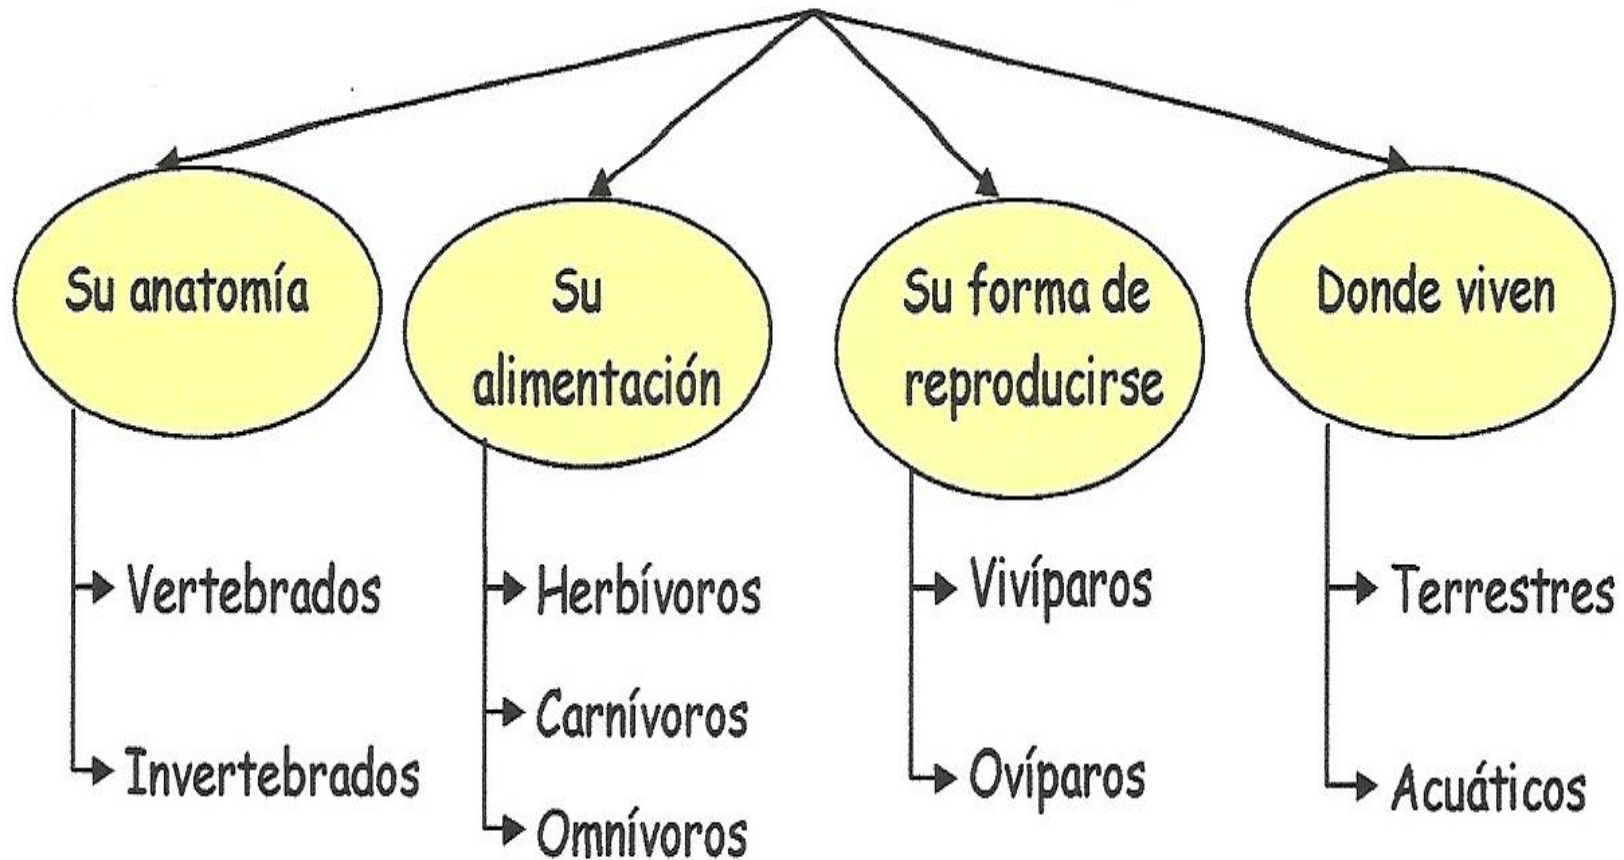 Su anatomía
Vertebrados
Invertebrados
Su
alimentación
Herbívoros
Carnívoros
Omnívoros
Su forma de
reproducirse
Vivíparos
Ovíparos
Donde viven
Terrestres
Acuáticos